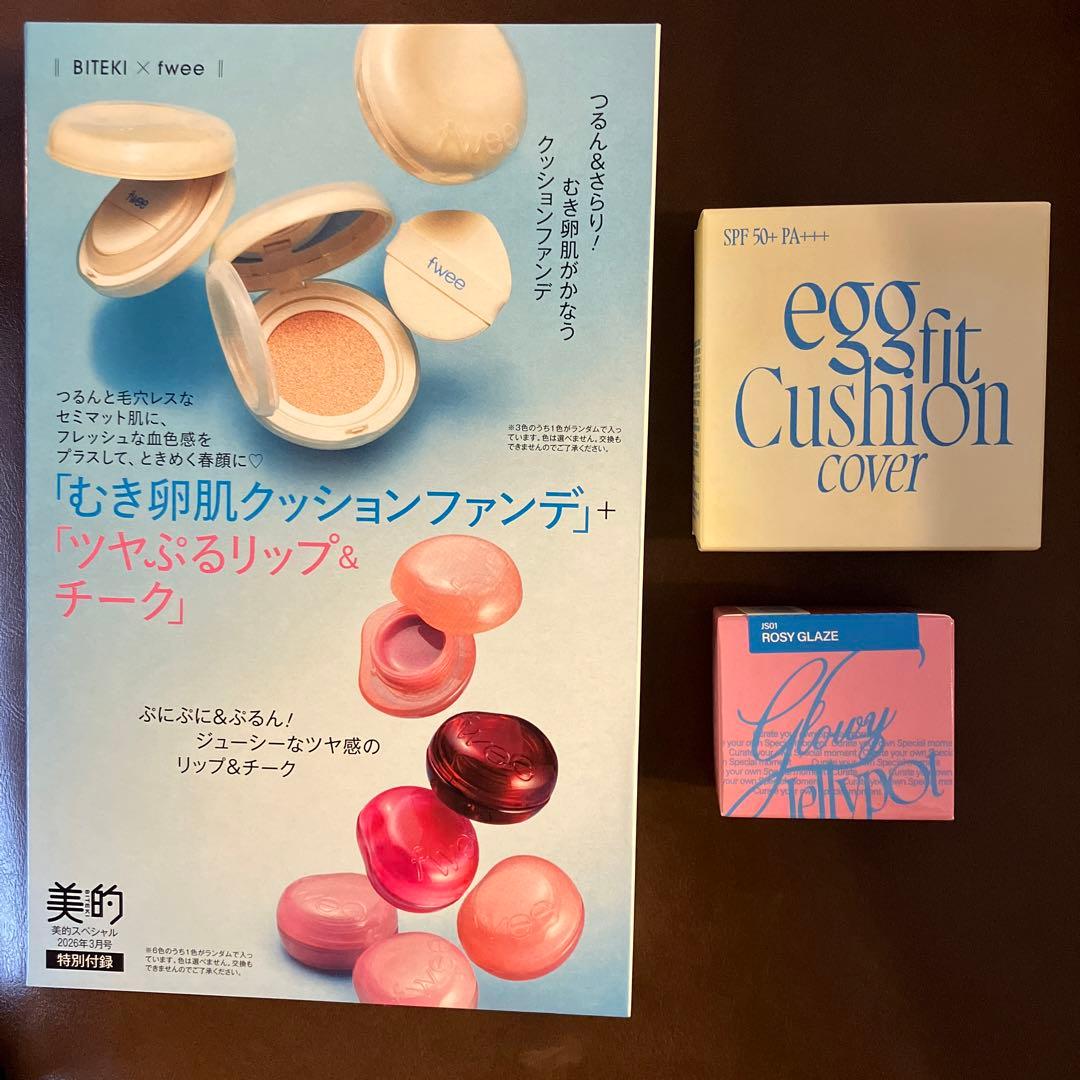 BITEKI × fwee
つるん&さらり!
むき卵肌がかなう
クッションファンデ
fwee
fwee
fwee
つるんと毛穴レスな
セミマット肌に、
フレッシュな血色感を
プラスして、ときめく春顔に♡
※3色のうち1色がランダムで入っ
ています。色は選べません。交換も
できませんのでご了承ください。
「むき卵肌クッションファンデ」+
「ツヤぷるリップ&
チーク」
ぷにぷに&ぷるん!
ジューシーなツヤ感の
リップ&チーク
fwee
fwee
fwee
fwee
fwee
fwee
美的
BITEKI
美的スペシャル
2026年3月号
特別付録
※6色のうち1色がランダムで入っ
ています。色は選べません。交換も
できませんのでご了承ください。
SPF 50+ PA+++
egg
fit
Cushion
cover
JS01
ROSY GLAZE
Glowy
Jellypot